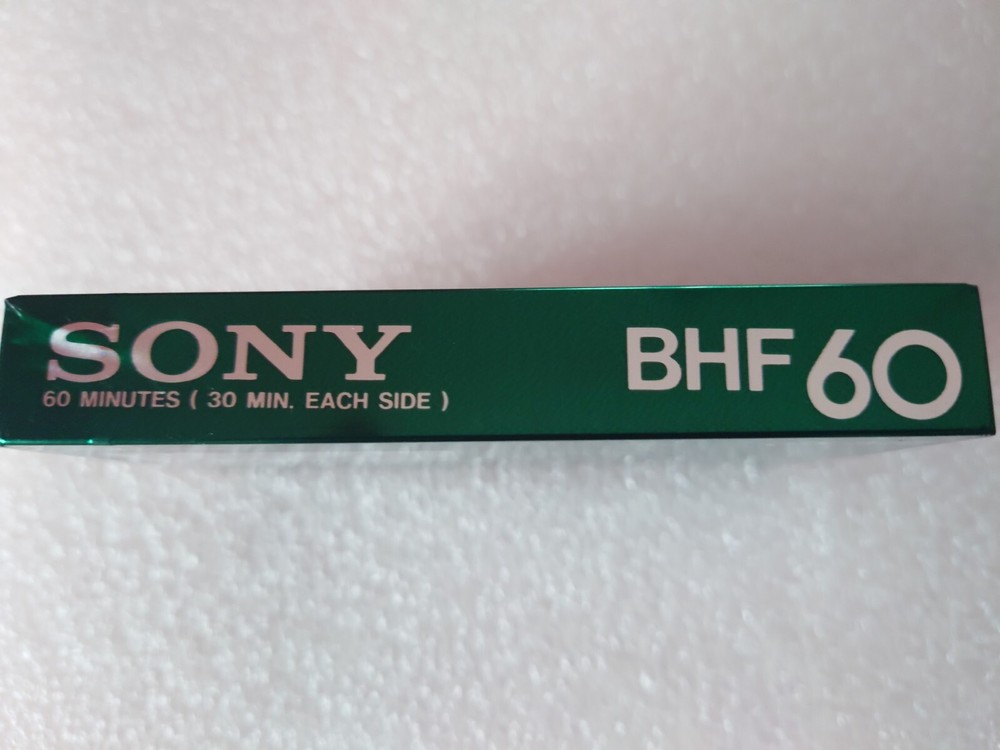 SONY
60 MINUTES ( 30 MIN. EACH SIDE )
BHF 60